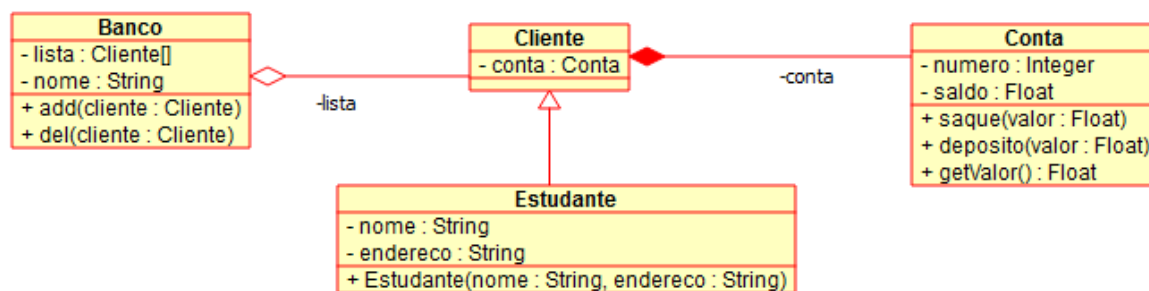 Banco
- lista : Cliente[]
- nome : String
+ add(cliente : Cliente)
+ del(cliente : Cliente)
-lista
Cliente
- conta : Conta
-conta
Conta
- numero : Integer
- saldo : Float
+ saque(valor : Float)
+ deposito(valor : Float)
+ getValor() : Float
Estudante
- nome : String
- endereco : String
+ Estudante(nome : String, endereco : String)